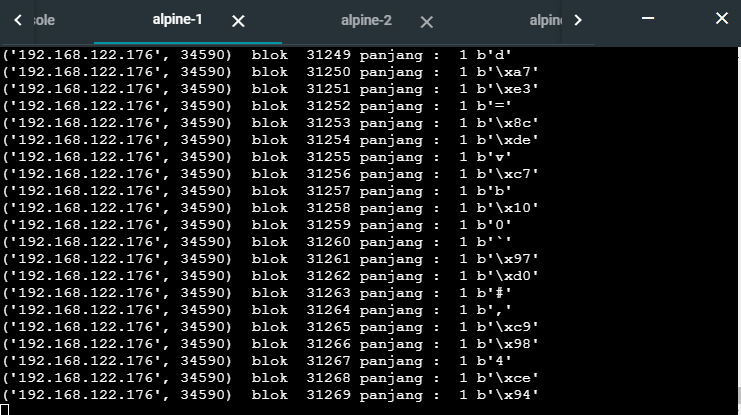 sole alpine-1 alpine-2 alpin
('192.168.122.176', 34590)  blok  31249 panjang :  1 b'd'
('192.168.122.176', 34590)  blok  31250 panjang :  1 b'\xa7'
('192.168.122.176', 34590)  blok  31251 panjang :  1 b'\xe3'
('192.168.122.176', 34590)  blok  31252 panjang :  1 b'='
('192.168.122.176', 34590)  blok  31253 panjang :  1 b'\x8c'
('192.168.122.176', 34590)  blok  31254 panjang :  1 b'\xde'
('192.168.122.176', 34590)  blok  31255 panjang :  1 b'v'
('192.168.122.176', 34590)  blok  31256 panjang :  1 b'\xc7'
('192.168.122.176', 34590)  blok  31257 panjang :  1 b'b'
('192.168.122.176', 34590)  blok  31258 panjang :  1 b'\x10'
('192.168.122.176', 34590)  blok  31259 panjang :  1 b'0'
('192.168.122.176', 34590)  blok  31260 panjang :  1 b'`'
('192.168.122.176', 34590)  blok  31261 panjang :  1 b'\x97'
('192.168.122.176', 34590)  blok  31262 panjang :  1 b'\xd0'
('192.168.122.176', 34590)  blok  31263 panjang :  1 b'#'
('192.168.122.176', 34590)  blok  31264 panjang :  1 b','
('192.168.122.176', 34590)  blok  31265 panjang :  1 b'\xc9'
('192.168.122.176', 34590)  blok  31266 panjang :  1 b'\x98'
('192.168.122.176', 34590)  blok  31267 panjang :  1 b'4'
('192.168.122.176', 34590)  blok  31268 panjang :  1 b'\xce'
('192.168.122.176', 34590)  blok  31269 panjang :  1 b'\x94'